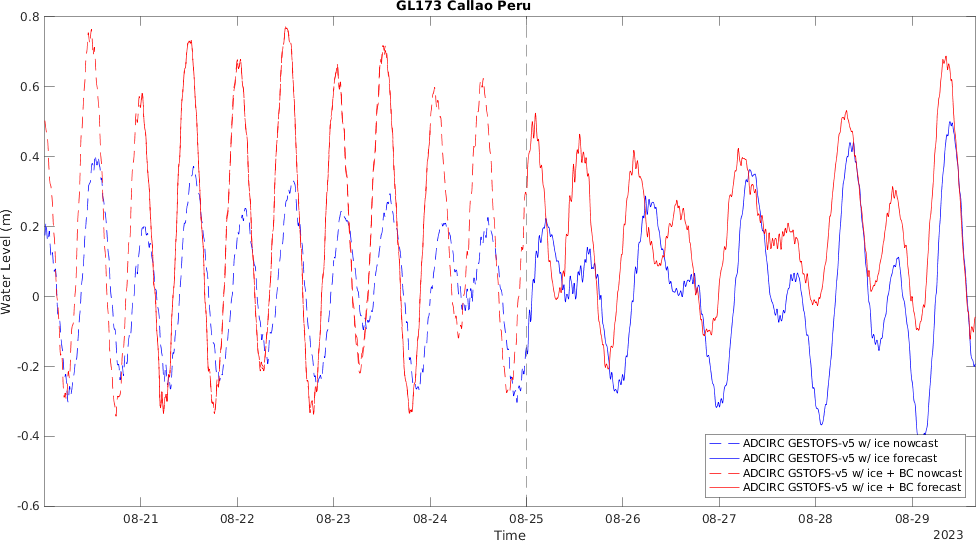 GL173 Callao Peru
0.8
0.6
0.4
0.2
0
-0.2
-0.4
-0.6
Water Level (m)
08-21
08-22
08-23
08-24
08-25
08-26
08-27
08-28
08-29
Time
2023
ADCIRC GESTOFS-v5 w/ ice nowcast
ADCIRC GESTOFS-v5 w/ ice forecast
ADCIRC GSTOFS-v5 w/ ice + BC nowcast
ADCIRC GSTOFS-v5 w/ ice + BC forecast